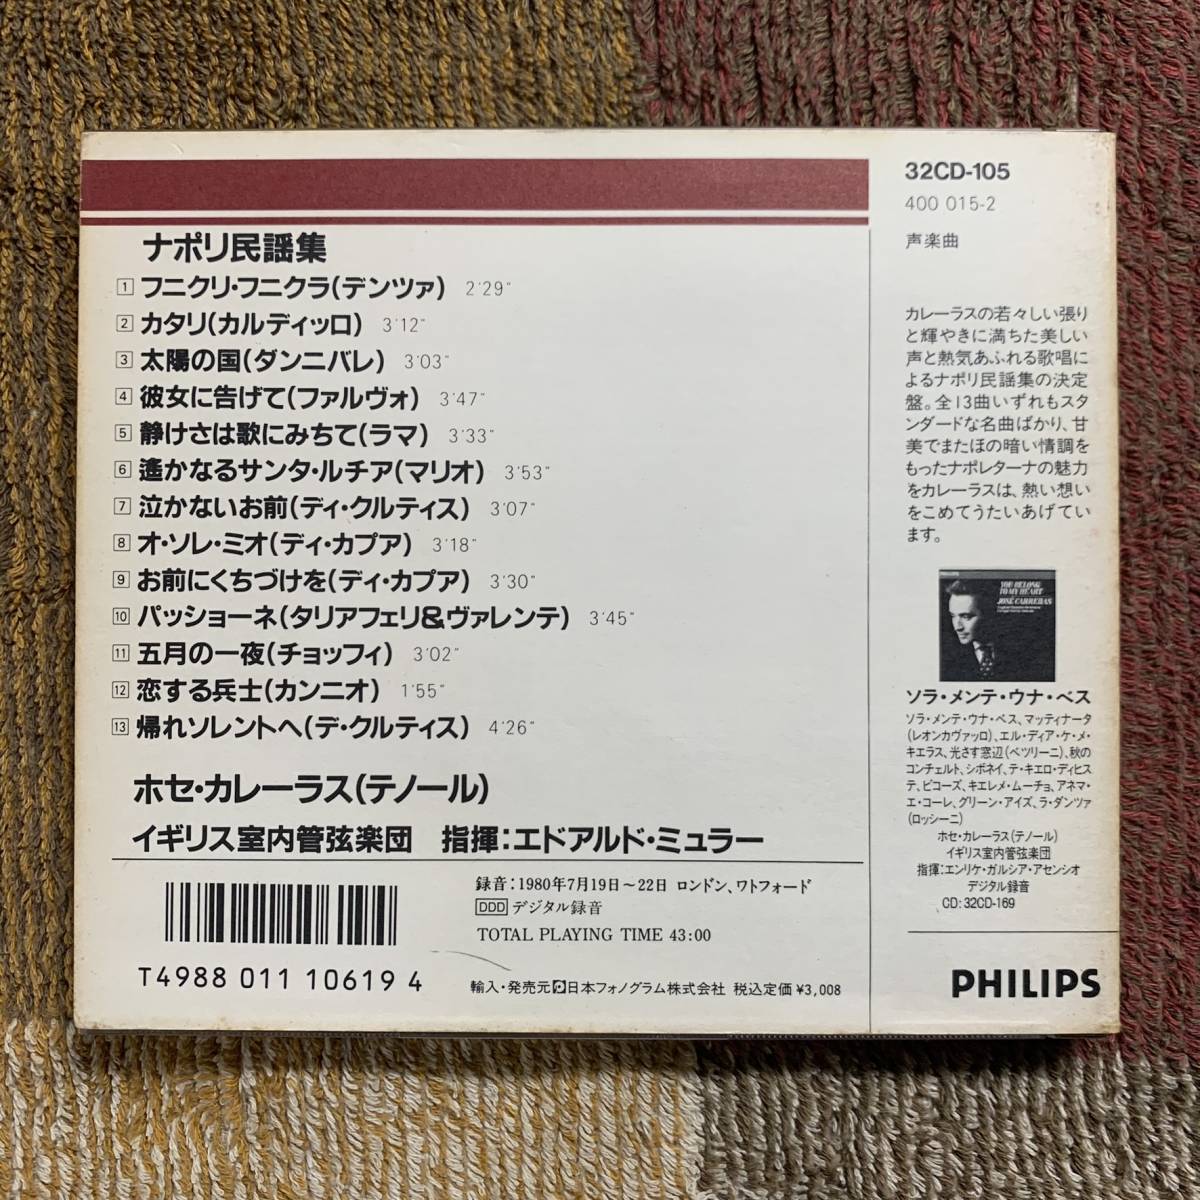 ナポリ民謡集
1 フニクリ・フニクラ(デンツァ) 2'29"
2 カタリ(カルディッロ) 3'12"
3 太陽の国(ダンニバレ) 3'03"
4 彼女に告げて(ファルヴォ) 3'47"
5 静けさは歌にみちて(ラマ) 3'33"
6 遙かなるサンタ・ルチア(マリオ) 3'53"
7 泣かないお前(ディ・クルティス) 3'07"
8 オ・ソレ・ミオ(ディ・カプア) 3'18"
9 お前にくちづけを(ディ・カプア) 3'30"
10 パッショーネ(タリアフェリ&ヴァレンテ) 3'45"
11 五月の一夜(チョッフィ) 3'02"
12 恋する兵士(カンニオ) 1'55"
13 帰れソレントへ(デ・クルティス) 4'26"
ホセ・カレーラス(テノール)
イギリス室内管弦楽団 指揮:エドアルド・ミュラー
録音:1980年7月19日〜22日 ロンドン、ワトフォード
DDD デジタル録音
TOTAL PLAYING TIME 43:00
T4988 011 10619 4
輸入・発売元 日本フォノグラム株式会社 税込定価 ¥3,008
32CD-105
400 015-2
声楽曲
カレーラスの若々しい張り
と輝やきに満ちた美しい
声と熱気あふれる歌唱に
よるナポリ民謡集の決定
盤。全13曲いずれもスタ
ンダードな名曲ばかり、甘
美でまたほの暗い情調を
もったナポレターナの魅力
をカレーラスは、熱い想い
をこめてうたいあげてい
ます。
YOU BELONG
TO MY HEART
JOSÉ CARRERAS
ソラ・メンテ・ウナ・ベス
ソラ・メンテ・ウナ・ベス、マッティナータ
(レオンカヴァッロ)、エル・ディア・ケ・メ・
キエラス、光さす窓辺(ベツリーニ)、秋の
コンチェルト、シボネイ、テ・キエロ・ディヒス
テ、ビコーズ、キエレメ・ムーチョ、アネマ・
エ・コーレ、グリーン・アイズ、ラ・ダンツァ
(ロッシーニ)
ホセ・カレーラス(テノール)
イギリス室内管弦楽団
指揮:エンリケ・ガルシア・アセンシオ
デジタル録音
CD: 32CD-169
PHILIPS